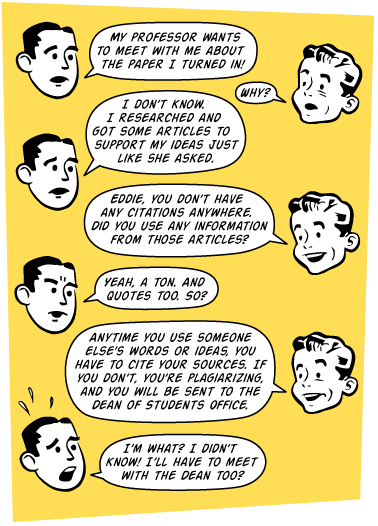 MY PROFESSOR WANTS
TO MEET WITH ME ABOUT
THE PAPER I TURNED IN!
WHY?
I DON'T KNOW.
I RESEARCHED AND
GOT SOME ARTICLES TO
SUPPORT MY IDEAS JUST
LIKE SHE ASKED.
EDDIE, YOU DON'T HAVE
ANY CITATIONS ANYWHERE.
DID YOU USE ANY INFORMATION
FROM THOSE ARTICLES?
YEAH, A TON. AND
QUOTES TOO. SO?
ANYTIME YOU USE SOMEONE
ELSE'S WORDS OR IDEAS, YOU
HAVE TO CITE YOUR SOURCES. IF
YOU DON'T, YOU'RE PLAGIARIZING,
AND YOU WILL BE SENT TO THE
DEAN OF STUDENTS OFFICE.
I'M WHAT? I DIDN'T
KNOW! I'LL HAVE TO MEET
WITH THE DEAN TOO?